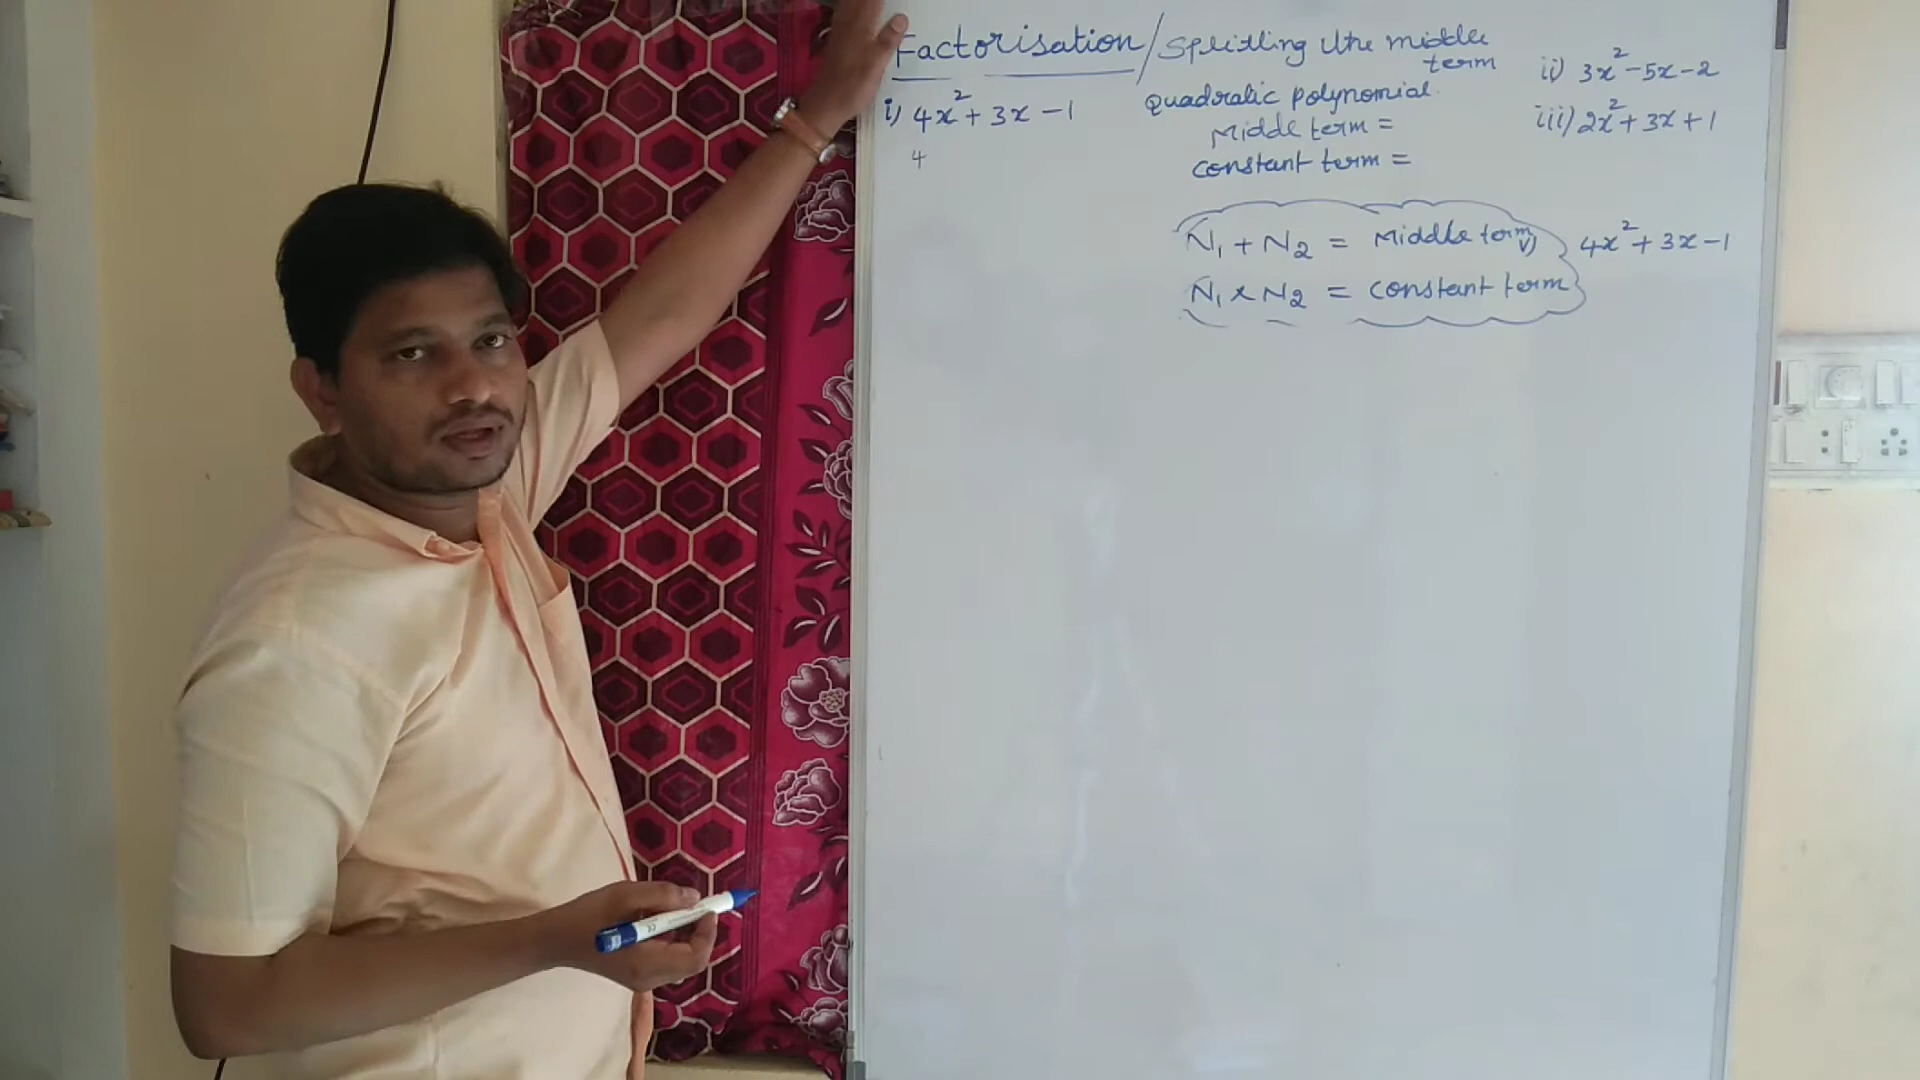 Factorisation/Splitting the middle term
i) 4x² + 3x - 1
4
Quadratic polynomial.
Middle term =
constant term =
ii) 3x² - 5x - 2
iii) 2x² + 3x + 1
N₁ + N₂ = Middle term
N₁ × N₂ = constant term
v) 4x² + 3x - 1